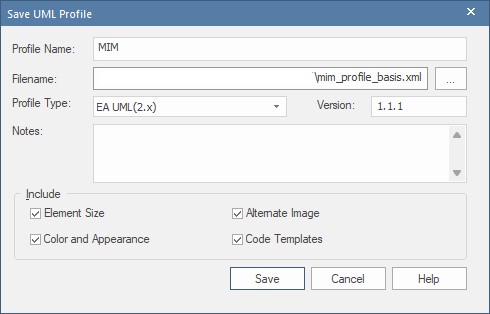 Save UML Profile
Profile Name: MIM
Filename: \mim_profile_basis.xml ...
Profile Type: EA UML(2.x) Version: 1.1.1
Notes:
Include
Element Size Alternate Image
Color and Appearance Code Templates
Save Cancel Help